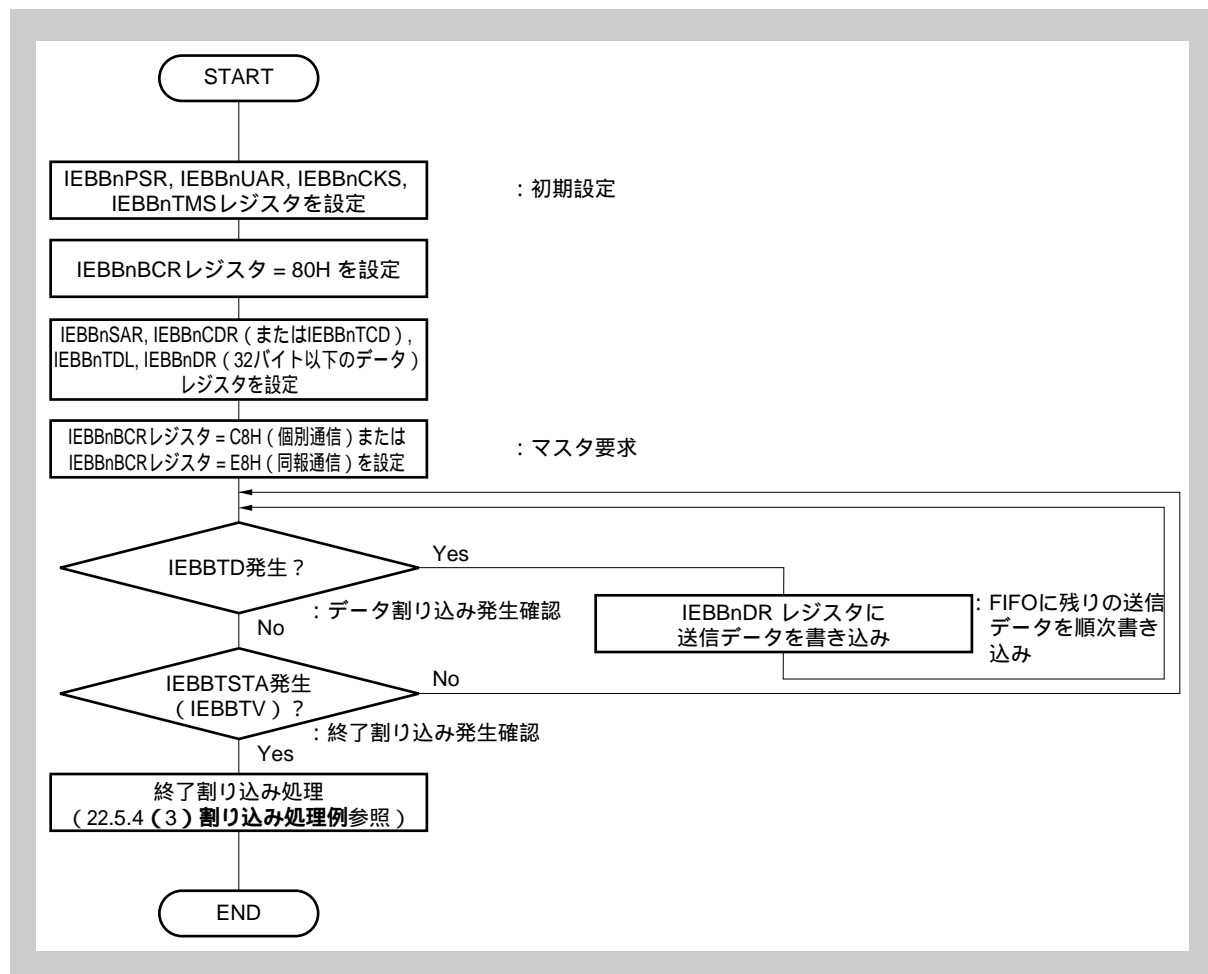 START
IEBBnPSR, IEBBnUAR, IEBBnCKS,
IEBBnTMSレジスタを設定
：初期設定
IEBBnBCRレジスタ = 80H を設定
IEBBnSAR, IEBBnCDR（またはIEBBnTCD）,
IEBBnTDL, IEBBnDR（32バイト以下のデータ）
レジスタを設定
IEBBnBCRレジスタ = C8H（個別通信）または
IEBBnBCRレジスタ = E8H（同報通信）を設定
：マスタ要求
IEBBTD発生？
Yes
：データ割り込み発生確認
No
IEBBnDR レジスタに
送信データを書き込み
：FIFOに残りの送信
データを順次書き
込み
IEBBTSTA発生
（IEBBTV）？
No
：終了割り込み発生確認
Yes
終了割り込み処理
（22.5.4（3）割り込み処理例参照）
END